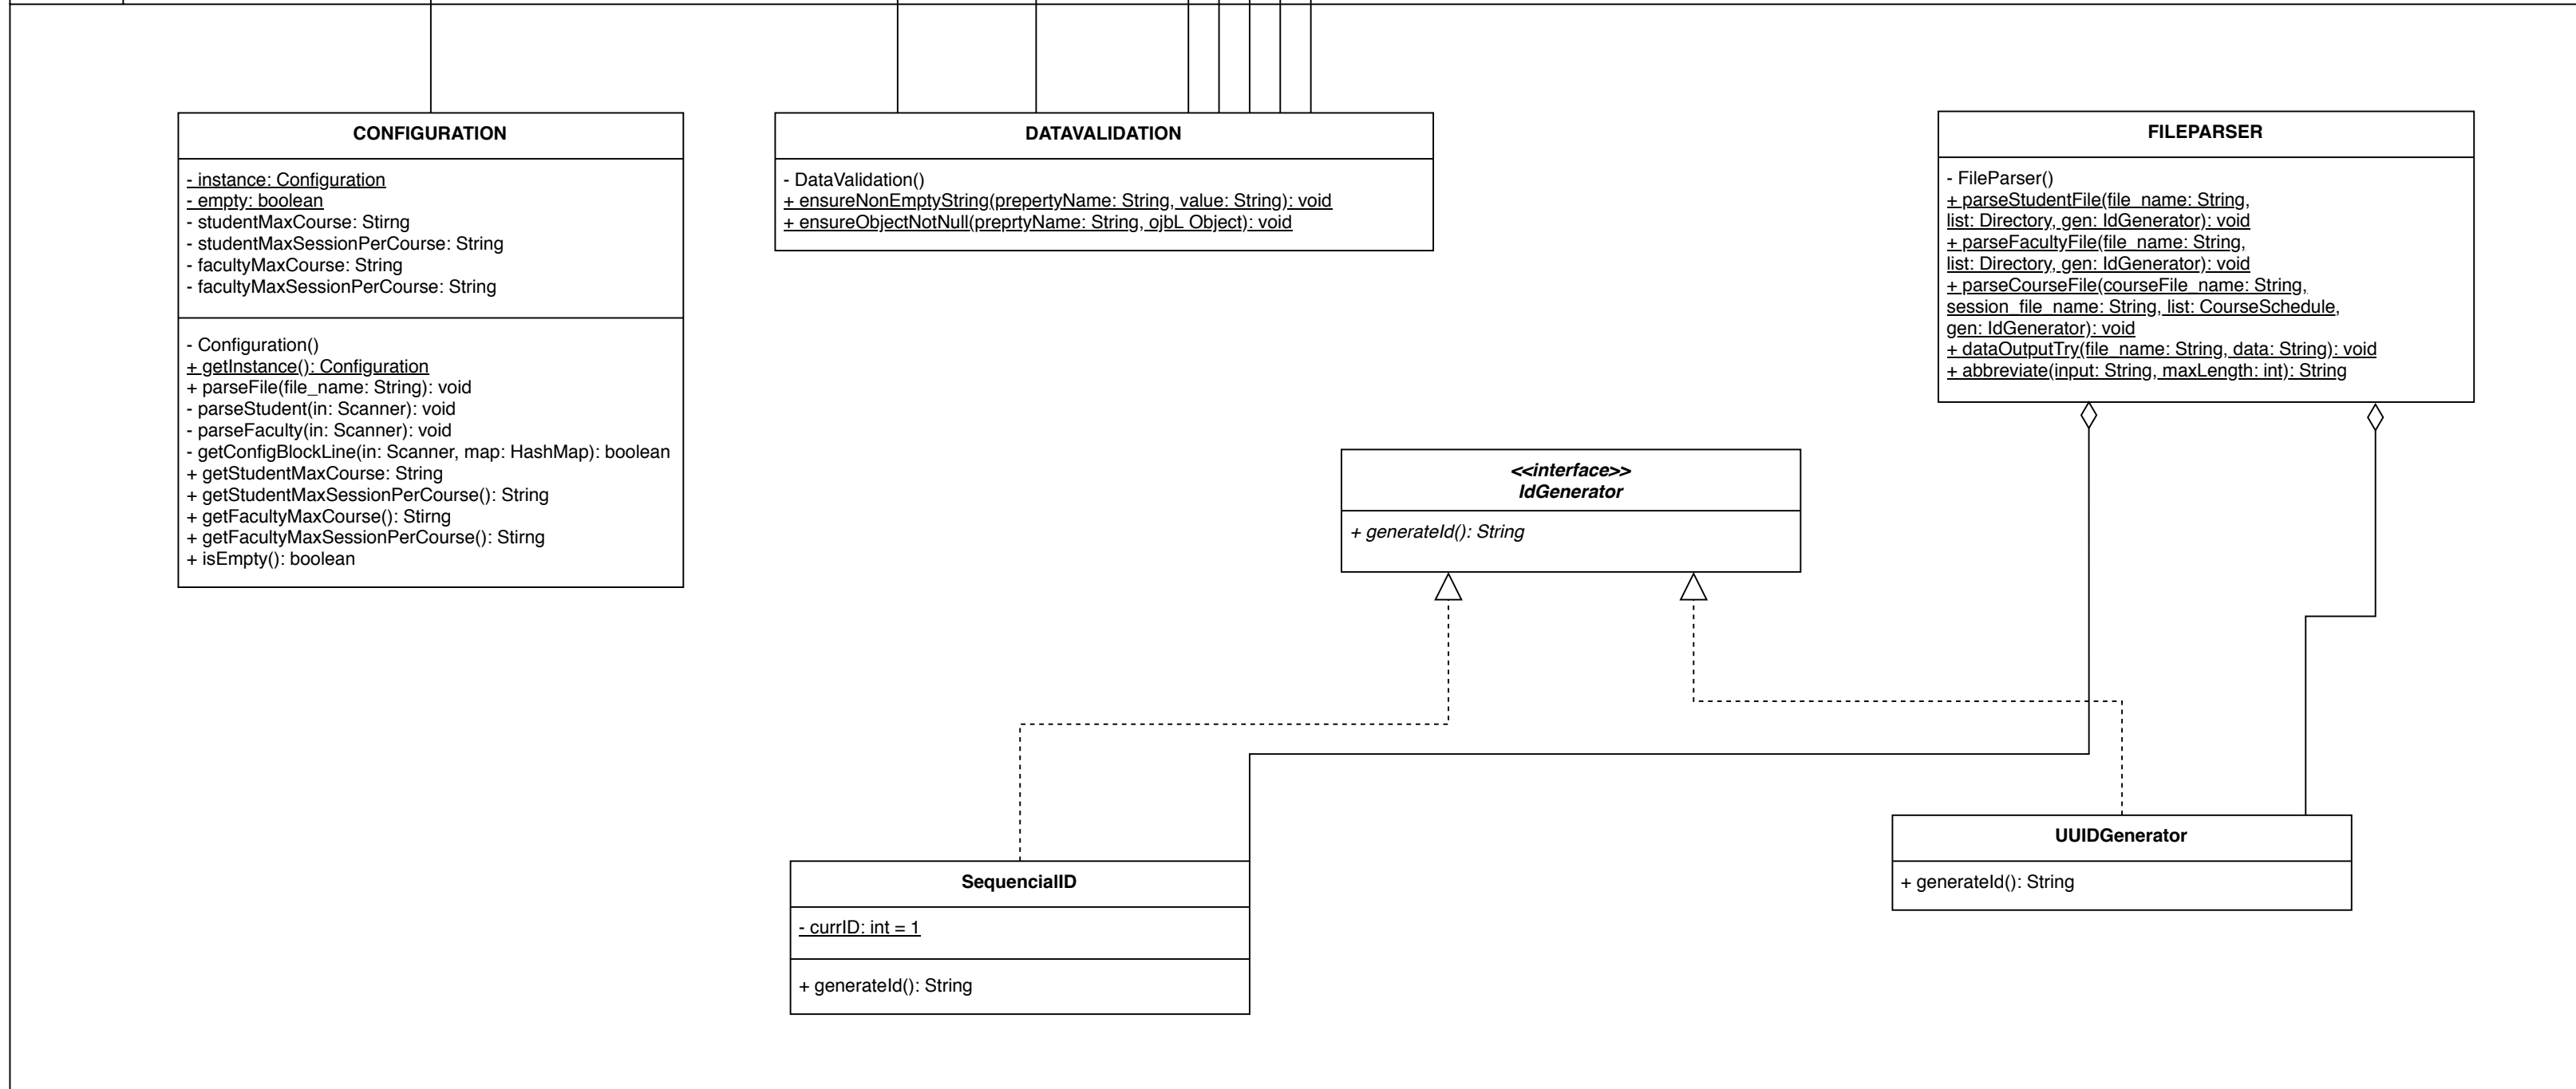 CONFIGURATION
- instance: Configuration
- empty: boolean
- studentMaxCourse: Stirng
- studentMaxSessionPerCourse: String
- facultyMaxCourse: String
- facultyMaxSessionPerCourse: String
- Configuration()
+ getInstance(): Configuration
+ parseFile(file_name: String): void
- parseStudent(in: Scanner): void
- parseFaculty(in: Scanner): void
- getConfigBlockLine(in: Scanner, map: HashMap): boolean
+ getStudentMaxCourse: String
+ getStudentMaxSessionPerCourse(): String
+ getFacultyMaxCourse(): Stirng
+ getFacultyMaxSessionPerCourse(): Stirng
+ isEmpty(): boolean
DATAVALIDATION
- DataValidation()
+ ensureNonEmptyString(prepertyName: String, value: String): void
+ ensureObjectNotNull(preprtyName: String, ojbL Object): void
FILEPARSER
- FileParser()
+ parseStudentFile(file_name: String,
list: Directory, gen: IdGenerator): void
+ parseFacultyFile(file_name: String,
list: Directory, gen: IdGenerator): void
+ parseCourseFile(courseFile_name: String,
session_file_name: String, list: CourseSchedule,
gen: IdGenerator): void
+ dataOutputTry(file_name: String, data: String): void
+ abbreviate(input: String, maxLength: int): String
<<interface>>
IdGenerator
+ generateId(): String
SequencialID
- currID: int = 1
+ generateId(): String
UUIDGenerator
+ generateId(): String